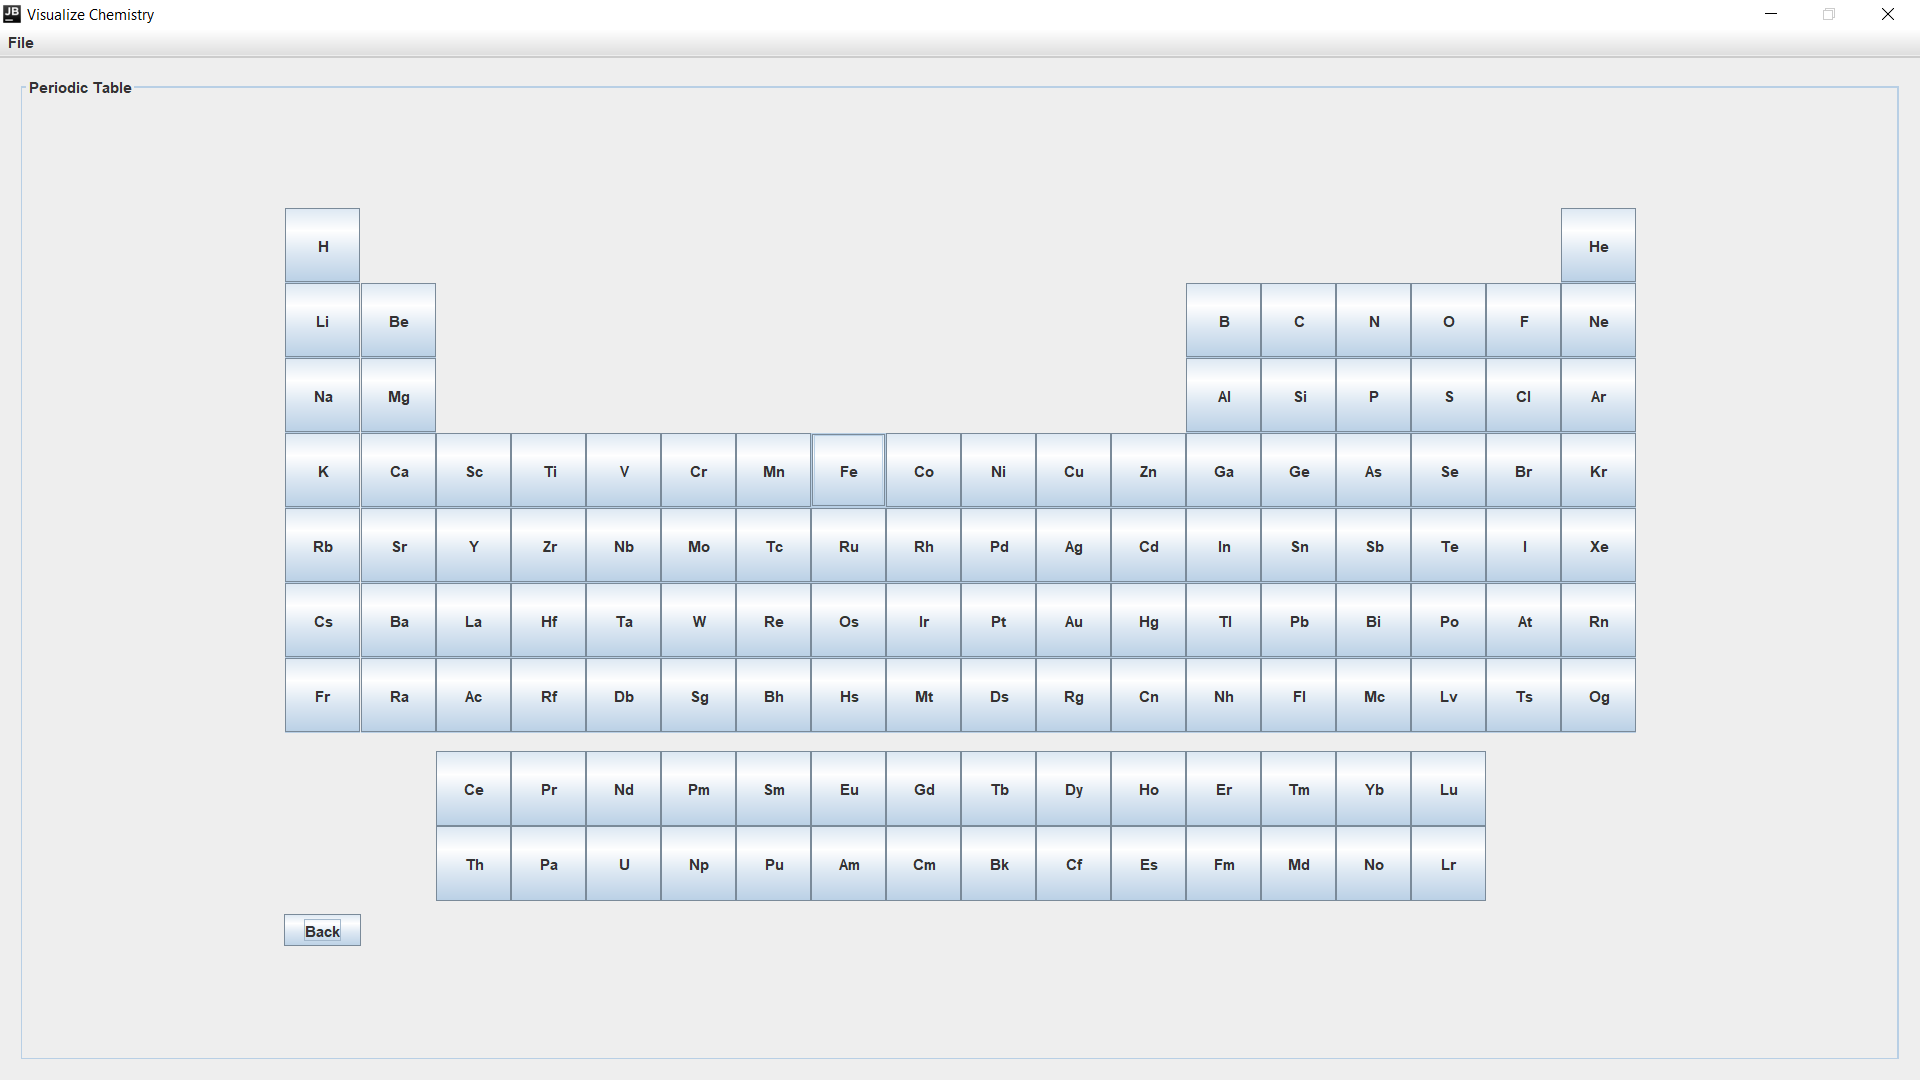 JB Visualize Chemistry
File
Periodic Table
H He
Li Be B C N O F Ne
Na Mg Al Si P S Cl Ar
K Ca Sc Ti V Cr Mn Fe Co Ni Cu Zn Ga Ge As Se Br Kr
Rb Sr Y Zr Nb Mo Tc Ru Rh Pd Ag Cd In Sn Sb Te I Xe
Cs Ba La Hf Ta W Re Os Ir Pt Au Hg Tl Pb Bi Po At Rn
Fr Ra Ac Rf Db Sg Bh Hs Mt Ds Rg Cn Nh Fl Mc Lv Ts Og
Ce Pr Nd Pm Sm Eu Gd Tb Dy Ho Er Tm Yb Lu
Th Pa U Np Pu Am Cm Bk Cf Es Fm Md No Lr
Back